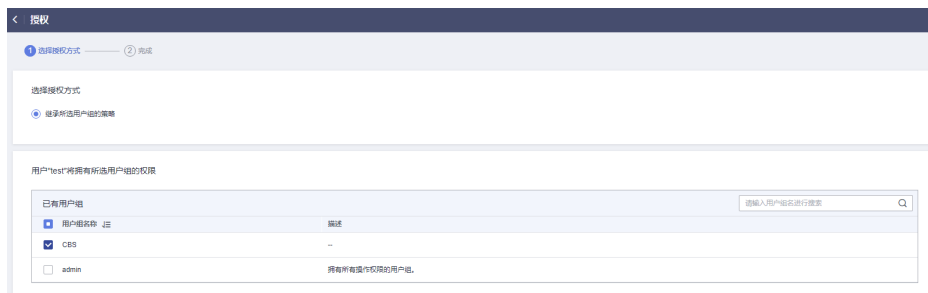 < 授权
1 选择授权方式 2 完成
选择授权方式
继承所选用户组的策略
用户"test"将拥有所选用户组的权限
已有用户组 请输入用户组名进行搜索
用户组名称 描述
CBS --
admin 拥有所有操作权限的用户组。